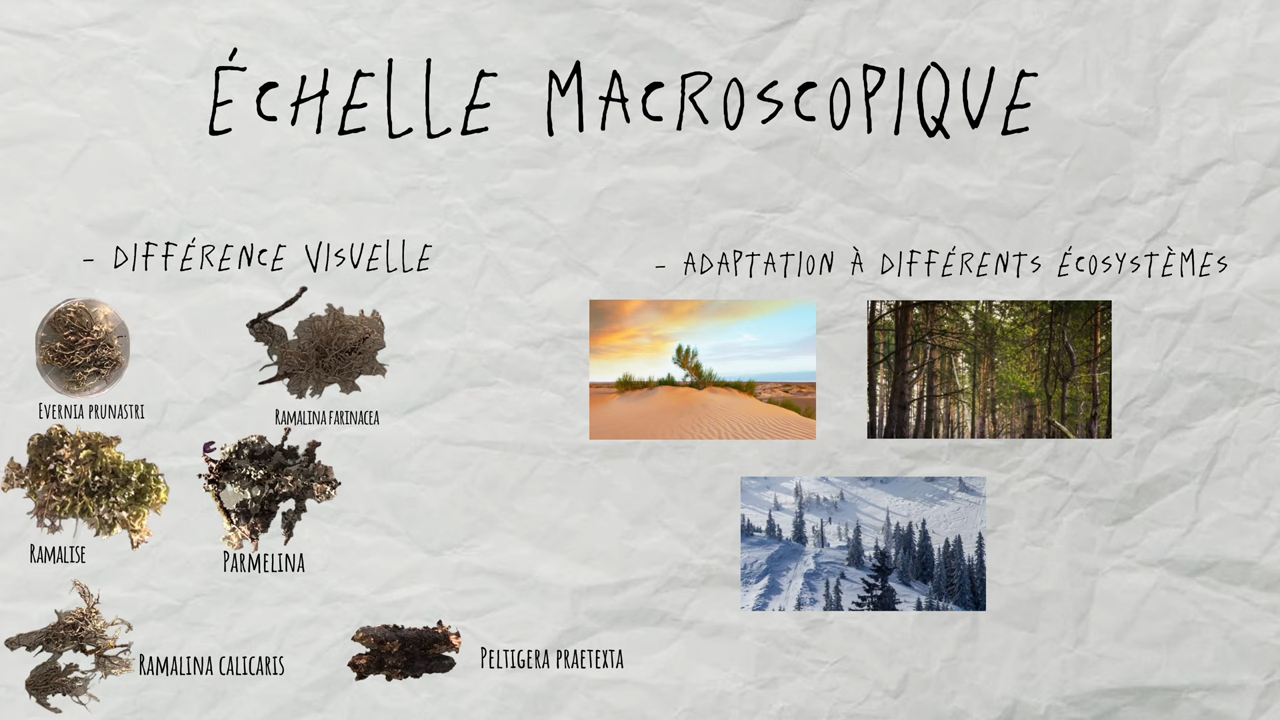 ÉCHELLE MACROSCOPIQUE
- DIFFÉRENCE VISUELLE
- ADAPTATION À DIFFÉRENTS ÉCOSYSTÈMES
EVERNIA PRUNASTRI
RAMALINA FARINACEA
RAMALISE
PARMELINA
RAMALINA CALICARIS
PELTIGERA PRAETEXTA